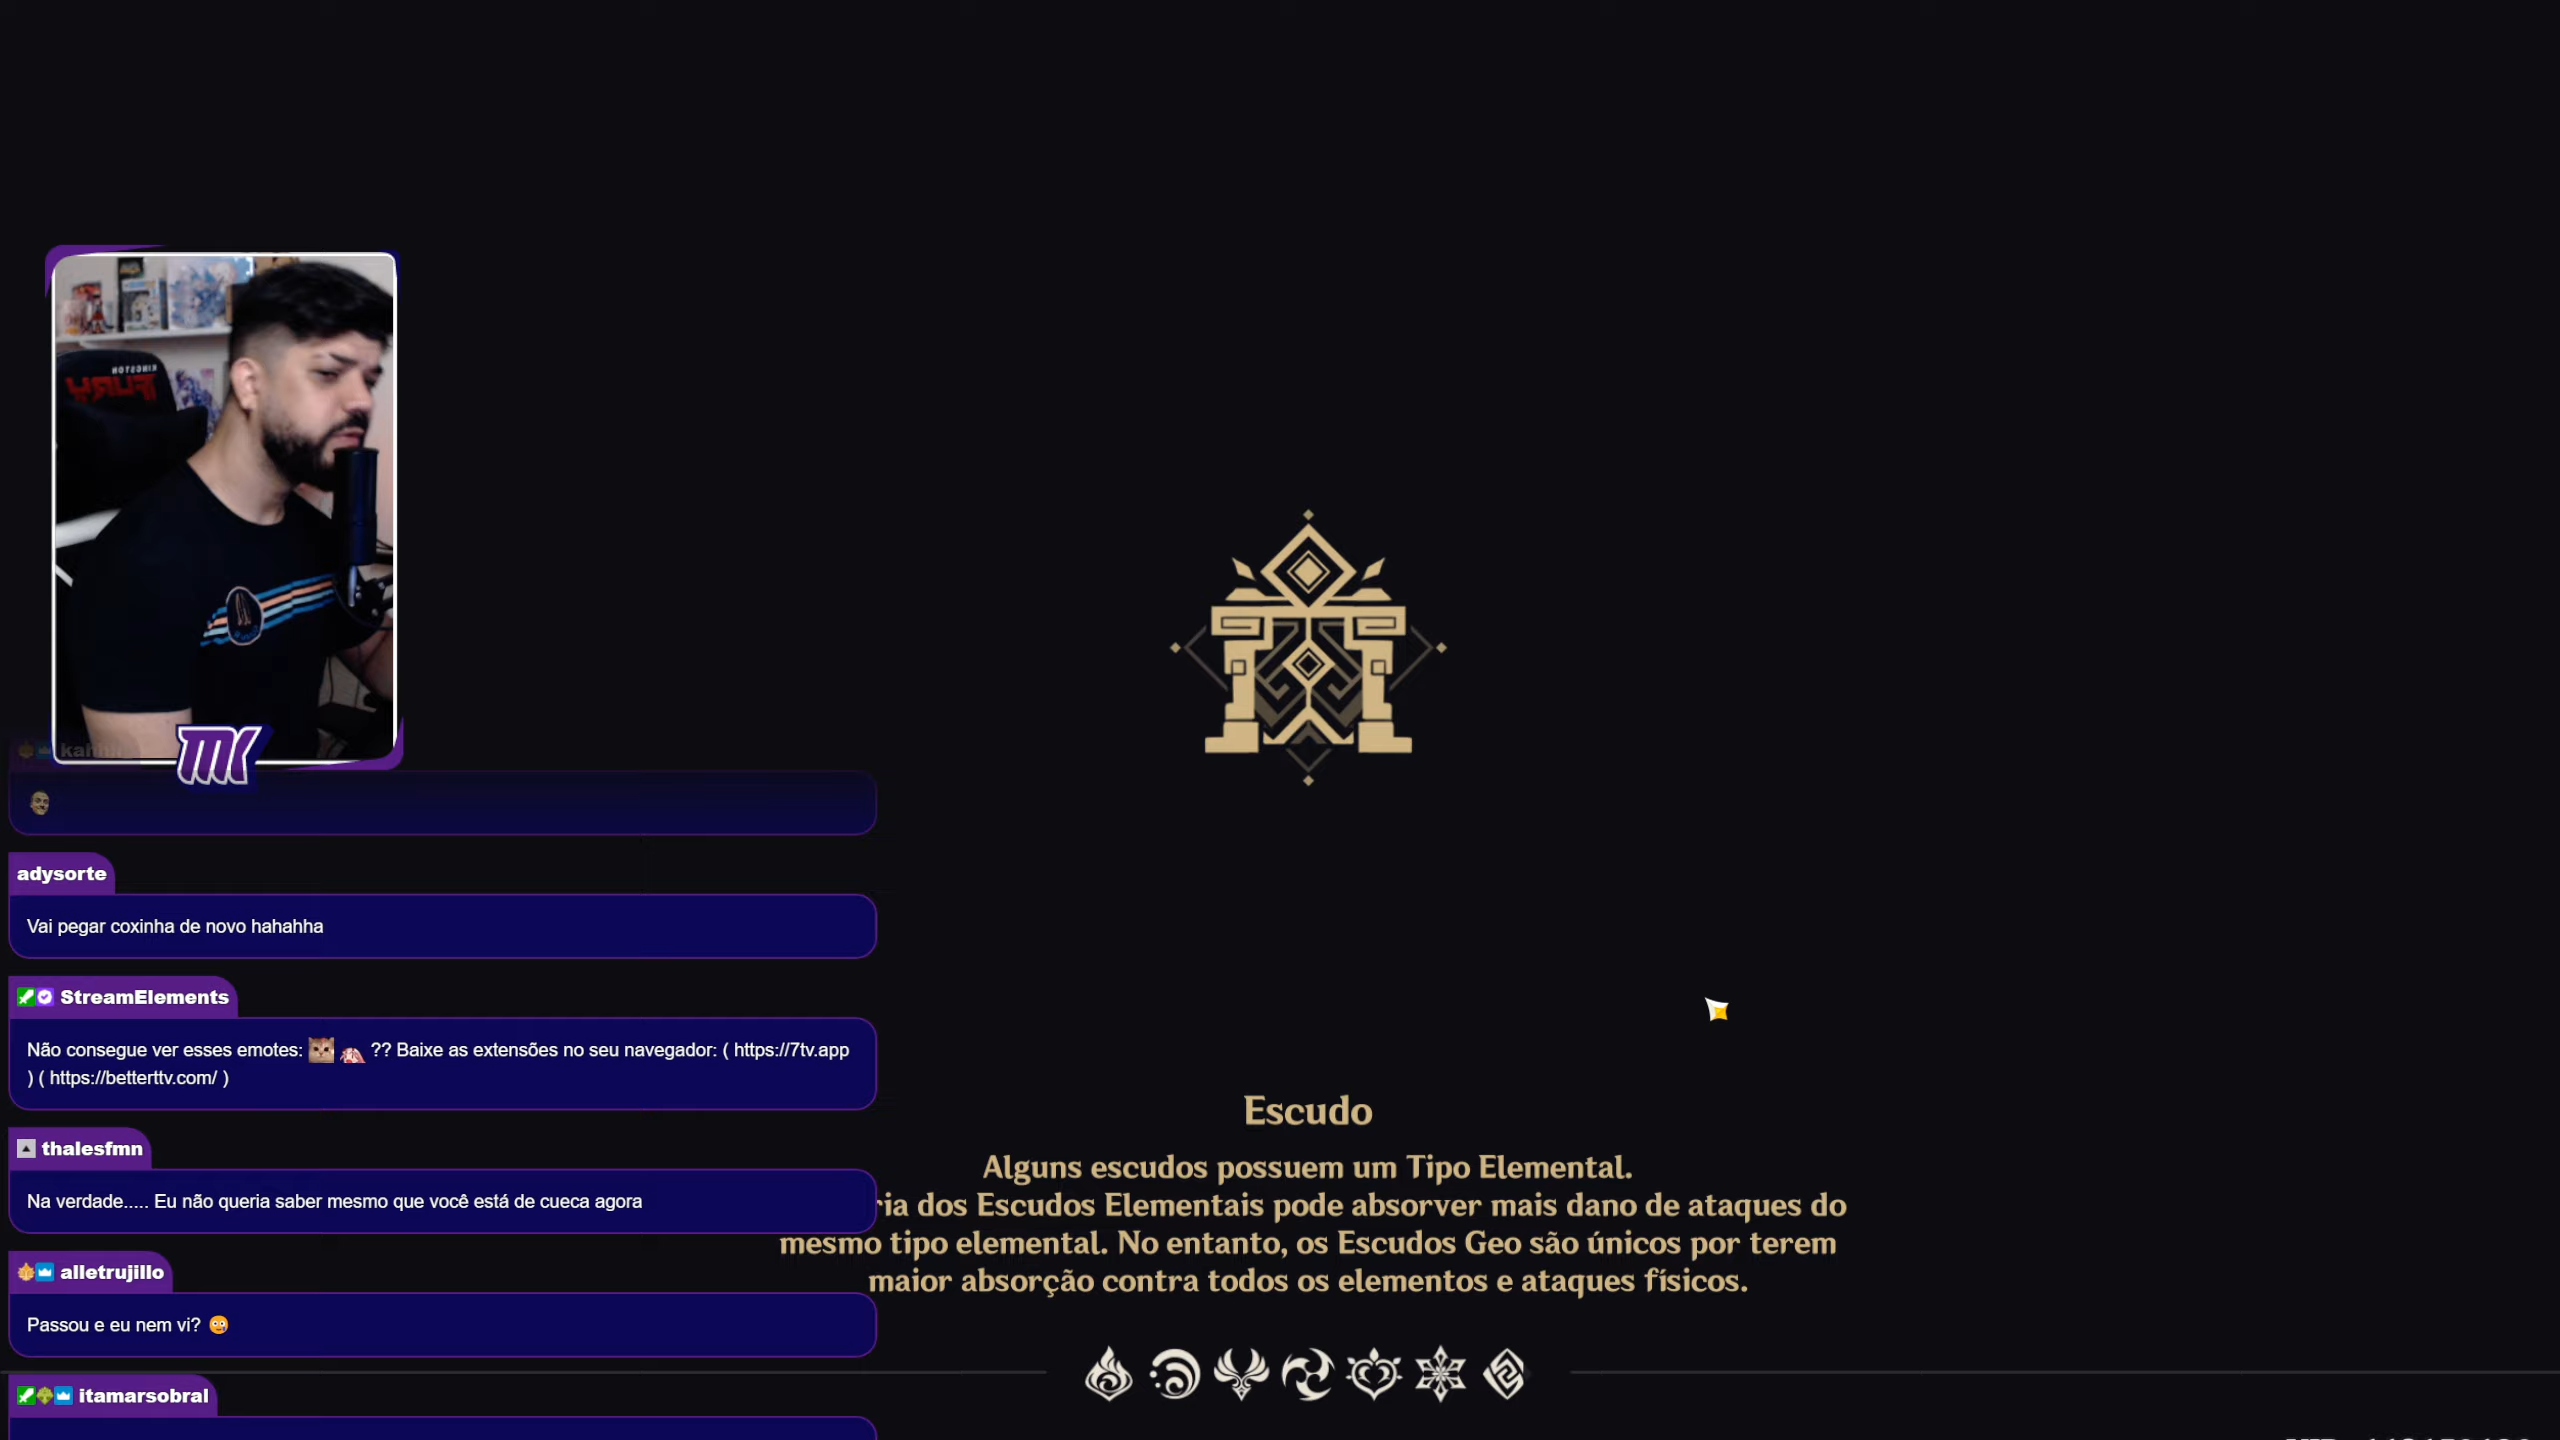 KINGSTON
FURY
adysorte
Vai pegar coxinha de novo hahahha
StreamElements
Não consegue ver esses emotes: ?? Baixe as extensões no seu navegador: ( https://7tv.app
) ( https://betterttv.com/ )
thalesfmn
Na verdade..... Eu não queria saber mesmo que você está de cueca agora
alletrujillo
Passou e eu nem vi?
itamarsobral
Escudo
Alguns escudos possuem um Tipo Elemental.
dos Escudos Elementais pode absorver mais dano de ataques do
mesmo tipo elemental. No entanto, os Escudos Geo são únicos por terem
maior absorção contra todos os elementos e ataques físicos.